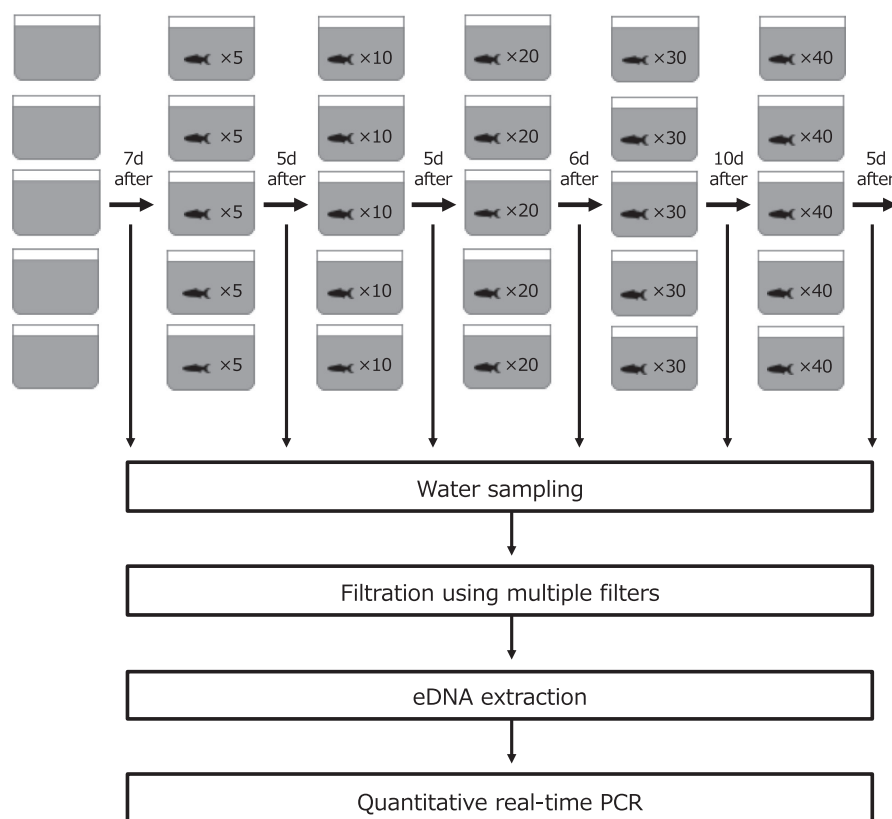 ×5 ×10 ×20 ×30 ×40
×5 ×10 ×20 ×30 ×40
7d after 5d after 5d after 6d after 10d after 5d after
×5 ×10 ×20 ×30 ×40
×5 ×10 ×20 ×30 ×40
×5 ×10 ×20 ×30 ×40
Water sampling
Filtration using multiple filters
eDNA extraction
Quantitative real-time PCR